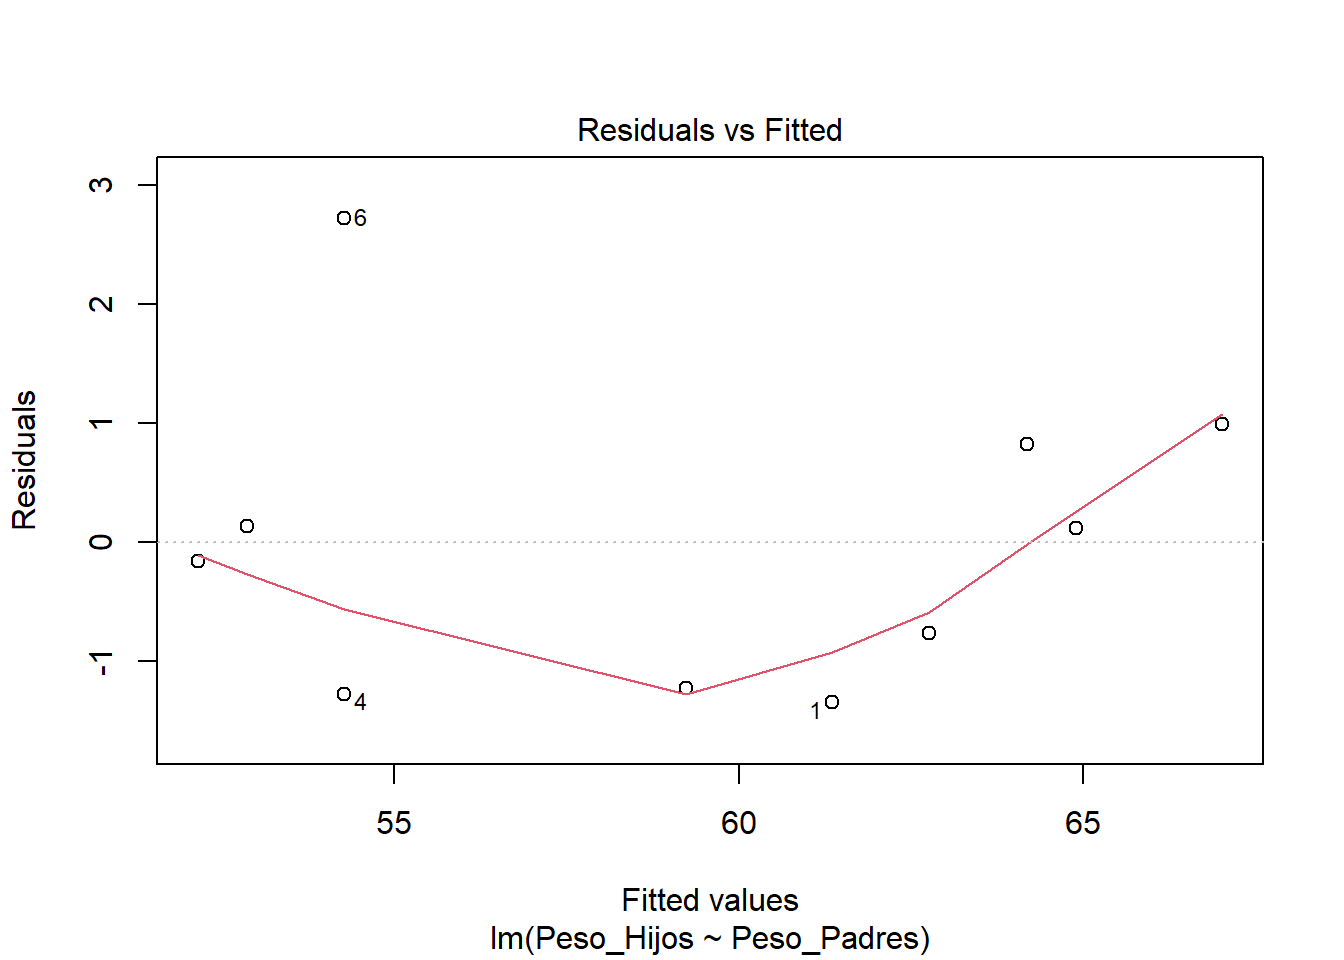 Residuals vs Fitted
3
2
1
0
-1
Residuals
6
4
1
55 60 65
Fitted values
lm(Peso_Hijos ~ Peso_Padres)